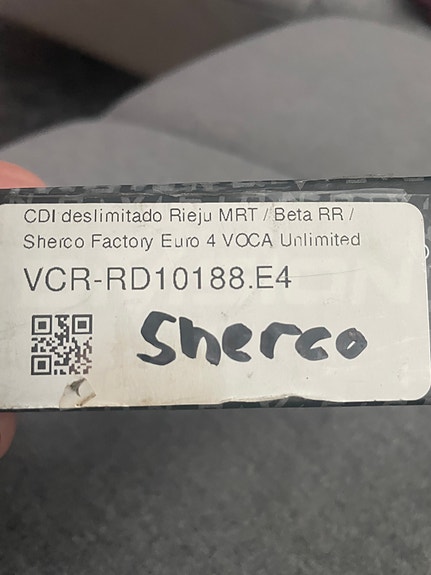 CDI deslimitado Rieju MRT / Beta RR /
Sherco Factory Euro 4 VOCA Unlimited
VCR-RD10188.E4
Sherco